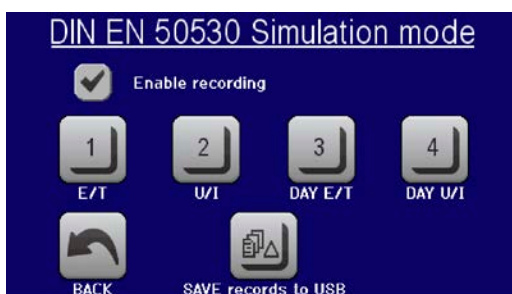 DIN EN 50530 Simulation mode
Enable recording
1 2 3 4
E/T U/I DAY E/T DAY U/I
BACK SAVE records to USB